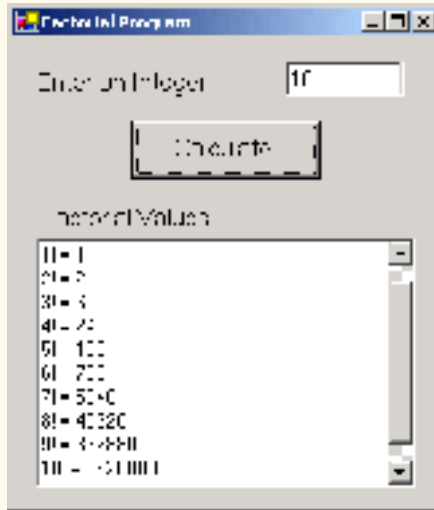 Factorial Program
Enter an Integer
10
Calculate
Factorial Values
1! = 1
2! = 2
3! = 6
4! = 24
5! = 120
6! = 720
7! = 5040
8! = 40320
9! = 362880
10! = 3628800